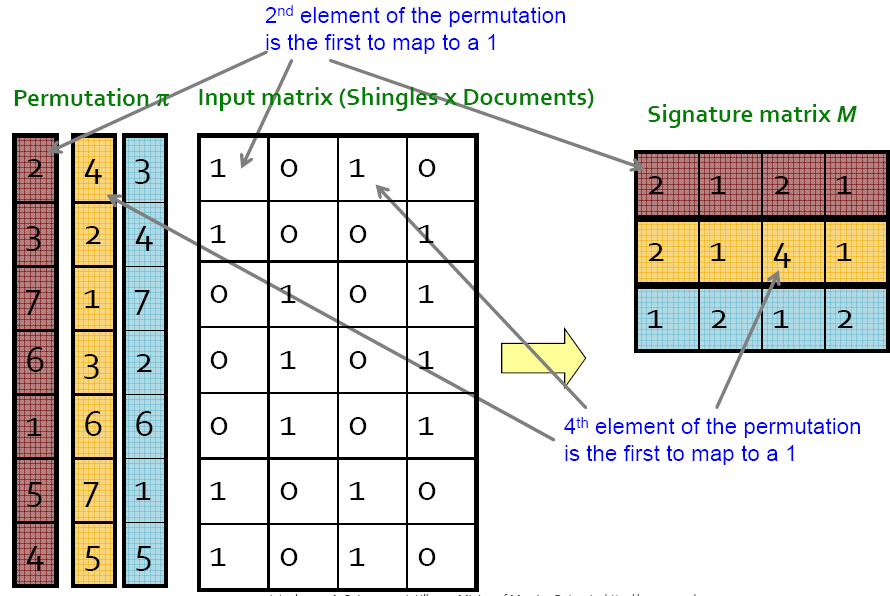 2nd element of the permutation
is the first to map to a 1
Permutation π
Input matrix (Shingles x Documents)
Signature matrix M
2 4 3 1 0 1 0
3 2 4 1 0 0 1
7 1 7 0 1 0 1
6 3 2 0 1 0 1
1 6 6 0 1 0 1
5 7 1 1 0 1 0
4 5 5 1 0 1 0
2 1 2 1
2 1 4 1
1 2 1 2
4th element of the permutation
is the first to map to a 1